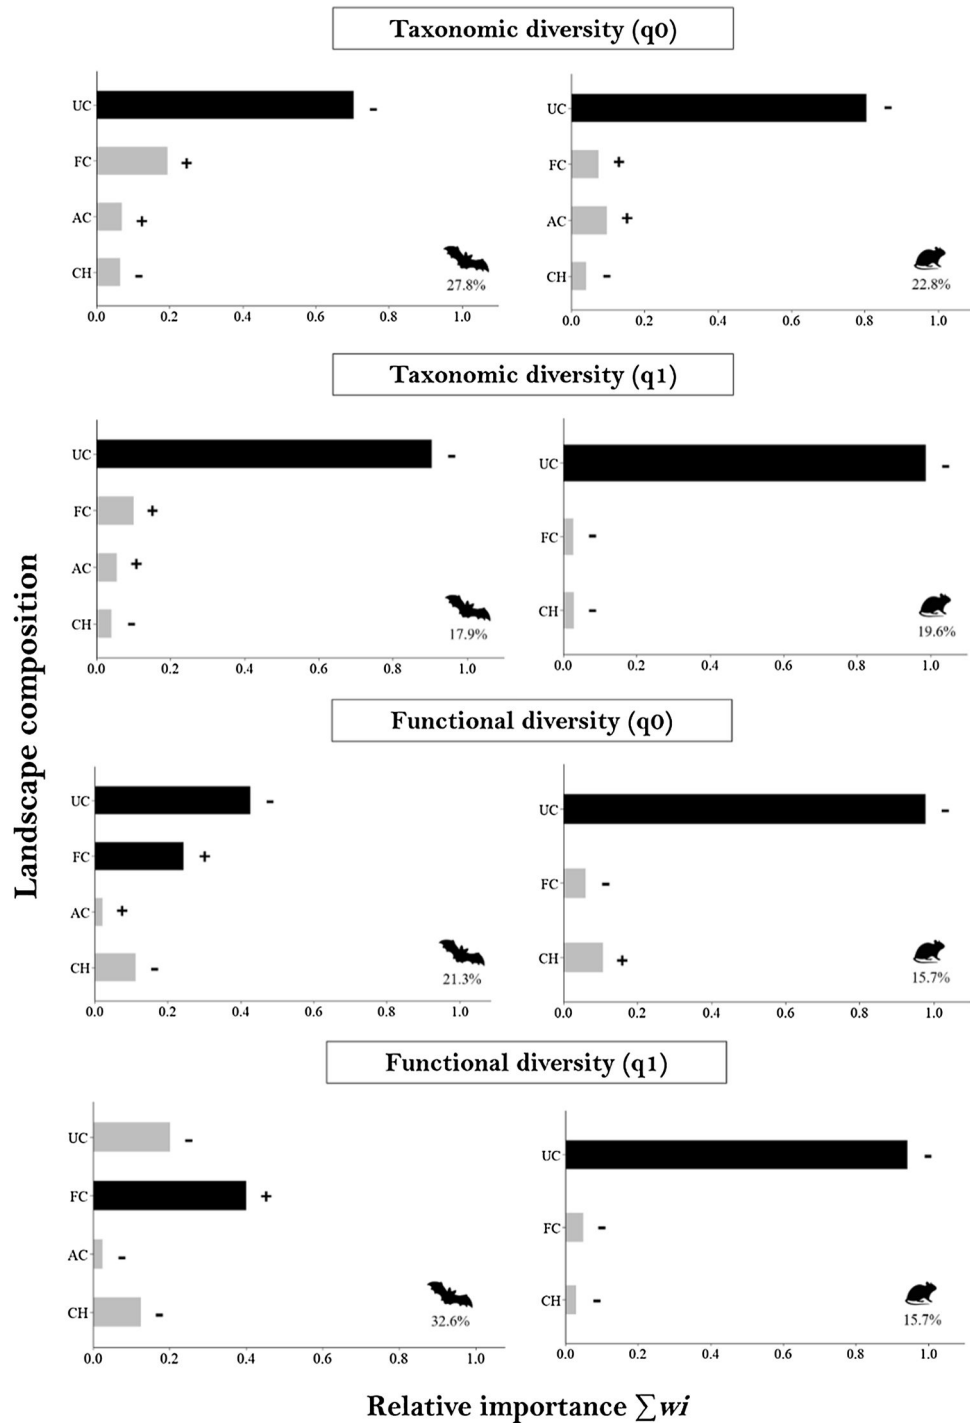 Taxonomic diversity (q0)
UC
-
FC
+
AC
+
CH
-
27.8%
0.0 0.2 0.4 0.6 0.8 1.0
UC
-
FC
+
AC
+
CH
-
22.8%
0.0 0.2 0.4 0.6 0.8 1.0
Taxonomic diversity (q1)
UC
-
FC
+
AC
+
CH
-
17.9%
0.0 0.2 0.4 0.6 0.8 1.0
UC
-
FC
-
CH
-
19.6%
0.0 0.2 0.4 0.6 0.8 1.0
Landscape composition
Functional diversity (q0)
UC
-
FC
+
AC
+
CH
-
21.3%
0.0 0.2 0.4 0.6 0.8 1.0
UC
-
FC
-
CH
+
15.7%
0.0 0.2 0.4 0.6 0.8 1.0
Functional diversity (q1)
UC
-
FC
+
AC
-
CH
-
32.6%
0.0 0.2 0.4 0.6 0.8 1.0
UC
-
FC
-
CH
-
15.7%
0.0 0.2 0.4 0.6 0.8 1.0
Relative importance ∑wi